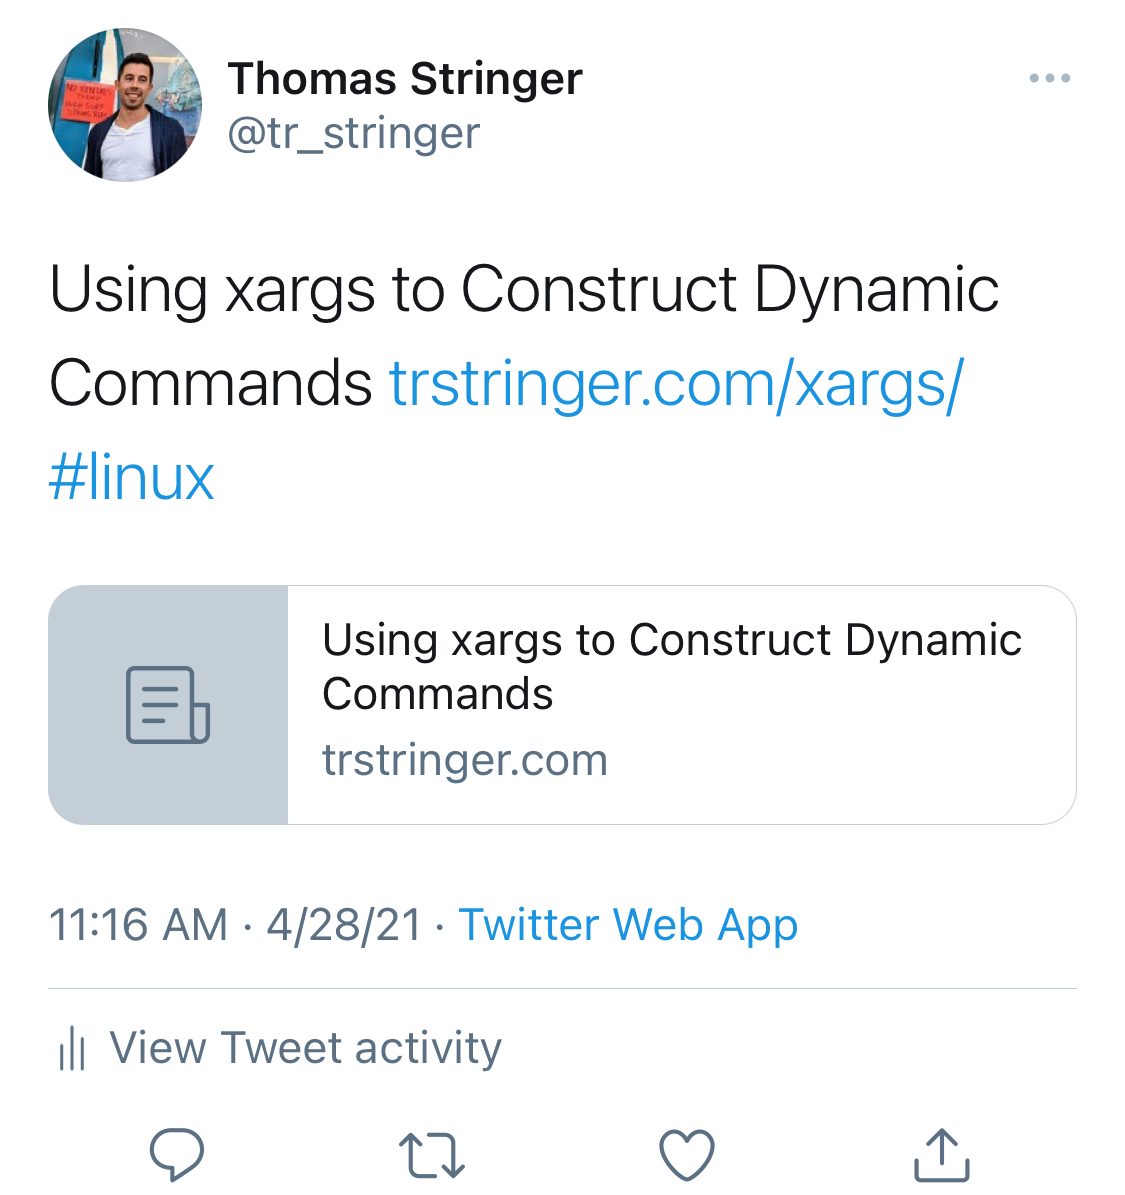 Thomas Stringer
@tr_stringer
Using xargs to Construct Dynamic
Commands trstringer.com/xargs/
#linux
Using xargs to Construct Dynamic
Commands
trstringer.com
11:16 AM · 4/28/21 · Twitter Web App
View Tweet activity